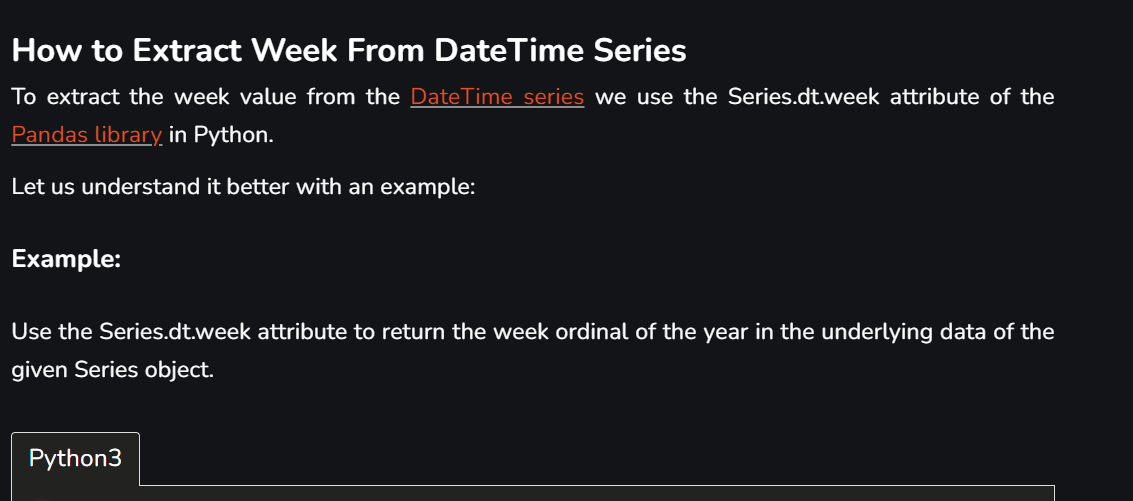 How to Extract Week From DateTime Series
To extract the week value from the DateTime series we use the Series.dt.week attribute of the
Pandas library in Python.
Let us understand it better with an example:
Example:
Use the Series.dt.week attribute to return the week ordinal of the year in the underlying data of the
given Series object.
Python3